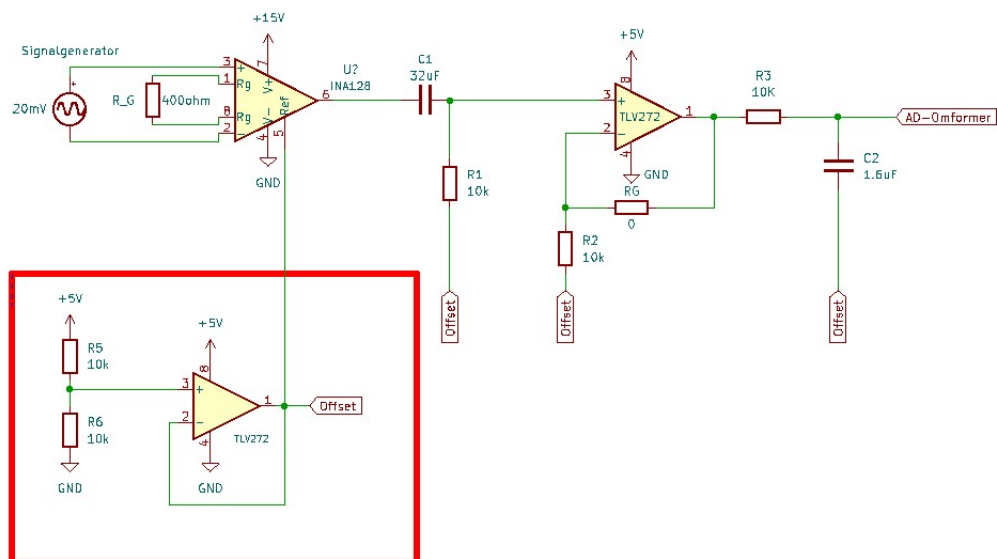 Signalgenerator
20mV
R_G
400ohm
+15V
3
+
1
Rg
8
Rg
2
-
7
V+
V-
4
Ref
5
6
GND
U?
INA128
C1
32uF
R1
10k
Offset
+5V
8
3
+
2
-
1
TLV272
4
GND
RG
0
R2
10k
Offset
R3
10K
AD-Omformer
C2
1.6uF
Offset
+5V
R5
10k
R6
10k
GND
+5V
8
3
+
2
-
1
4
TLV272
GND
Offset